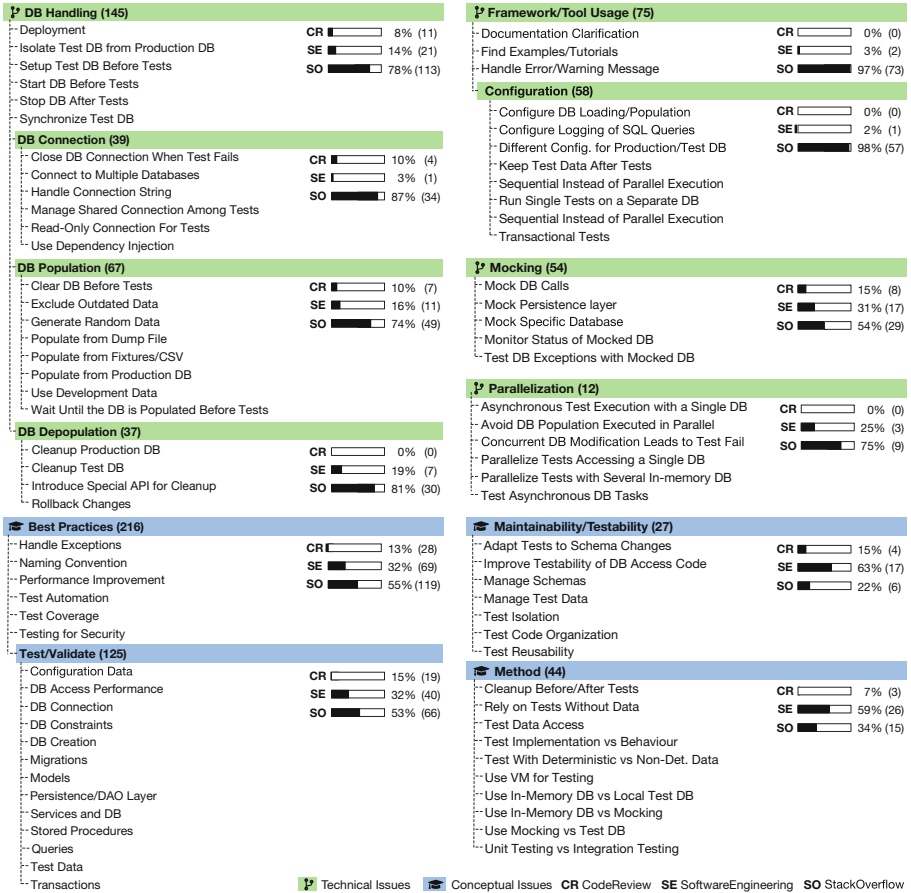 DB Handling (145)
Deployment
Isolate Test DB from Production DB
Setup Test DB Before Tests
Start DB Before Tests
Stop DB After Tests
Synchronize Test DB
CR 8% (11)
SE 14% (21)
SO 78% (113)
DB Connection (39)
Close DB Connection When Test Fails
Connect to Multiple Databases
Handle Connection String
Manage Shared Connection Among Tests
Read-Only Connection For Tests
Use Dependency Injection
CR 10% (4)
SE 3% (1)
SO 87% (34)
DB Population (67)
Clear DB Before Tests
Exclude Outdated Data
Generate Random Data
Populate from Dump File
Populate from Fixtures/CSV
Populate from Production DB
Use Development Data
Wait Until the DB is Populated Before Tests
CR 10% (7)
SE 16% (11)
SO 74% (49)
DB Depopulation (37)
Cleanup Production DB
Cleanup Test DB
Introduce Special API for Cleanup
Rollback Changes
CR 0% (0)
SE 19% (7)
SO 81% (30)
Best Practices (216)
Handle Exceptions
Naming Convention
Performance Improvement
Test Automation
Test Coverage
Testing for Security
CR 13% (28)
SE 32% (69)
SO 55% (119)
Test/Validate (125)
Configuration Data
DB Access Performance
DB Connection
DB Constraints
DB Creation
Migrations
Models
Persistence/DAO Layer
Services and DB
Stored Procedures
Queries
Test Data
Transactions
CR 15% (19)
SE 32% (40)
SO 53% (66)
Framework/Tool Usage (75)
Documentation Clarification
Find Examples/Tutorials
Handle Error/Warning Message
CR 0% (0)
SE 3% (2)
SO 97% (73)
Configuration (58)
Configure DB Loading/Population
Configure Logging of SQL Queries
Different Config. for Production/Test DB
Keep Test Data After Tests
Sequential Instead of Parallel Execution
Run Single Tests on a Separate DB
Sequential Instead of Parallel Execution
Transactional Tests
CR 0% (0)
SE 2% (1)
SO 98% (57)
Mocking (54)
Mock DB Calls
Mock Persistence layer
Mock Specific Database
Monitor Status of Mocked DB
Test DB Exceptions with Mocked DB
CR 15% (8)
SE 31% (17)
SO 54% (29)
Parallelization (12)
Asynchronous Test Execution with a Single DB
Avoid DB Population Executed in Parallel
Concurrent DB Modification Leads to Test Fail
Parallelize Tests Accessing a Single DB
Parallelize Tests with Several In-memory DB
Test Asynchronous DB Tasks
CR 0% (0)
SE 25% (3)
SO 75% (9)
Maintainability/Testability (27)
Adapt Tests to Schema Changes
Improve Testability of DB Access Code
Manage Schemas
Manage Test Data
Test Isolation
Test Code Organization
Test Reusability
CR 15% (4)
SE 63% (17)
SO 22% (6)
Method (44)
Cleanup Before/After Tests
Rely on Tests Without Data
Test Data Access
Test Implementation vs Behaviour
Test With Deterministic vs Non-Det. Data
Use VM for Testing
Use In-Memory DB vs Local Test DB
Use In-Memory DB vs Mocking
Use Mocking vs Test DB
Unit Testing vs Integration Testing
CR 7% (3)
SE 59% (26)
SO 34% (15)
Technical Issues Conceptual Issues CR CodeReview SE SoftwareEngineering SO StackOverflow